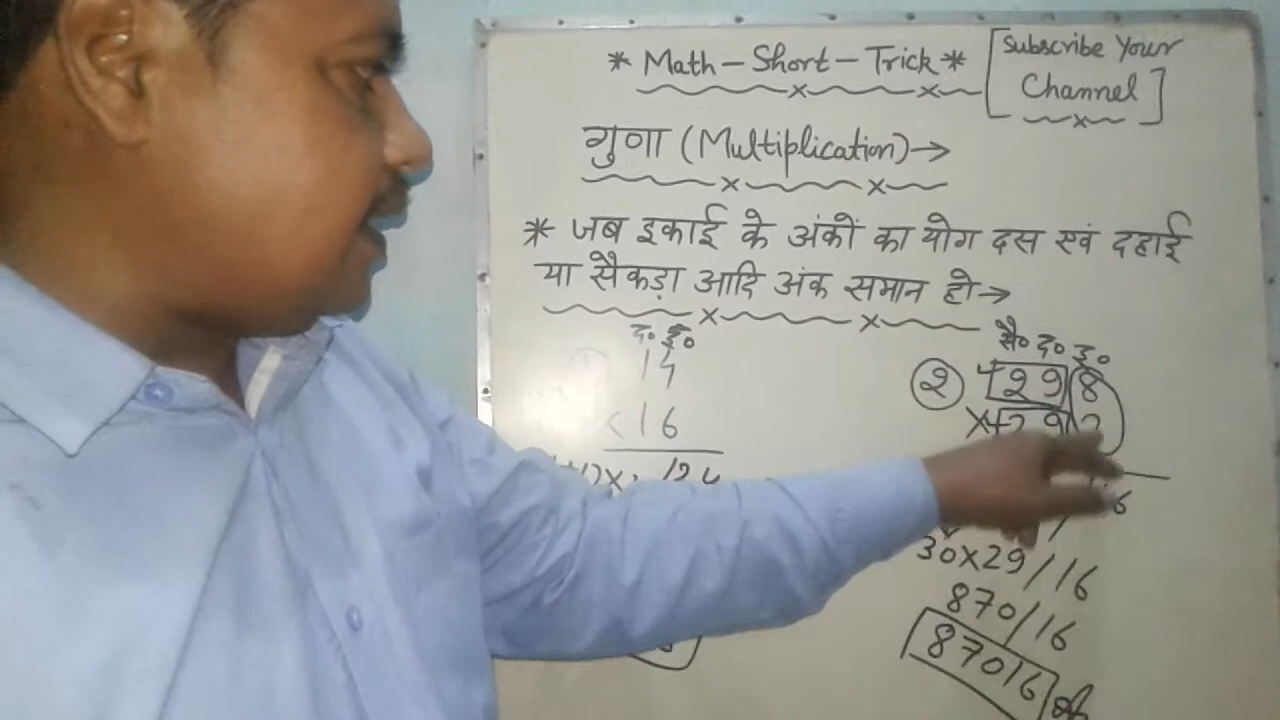 * Math-Short-Trick *
[Subscribe Your
Channel]
गुणा (Multiplication)→
* जब इकाई के अंकों का योग दस एवं दहाई
या सैकड़ा आदि अंक समान हो→
द० इ०
14
16
सै० द० इ०
2 298
×
6
30×29/16
870/16
87016